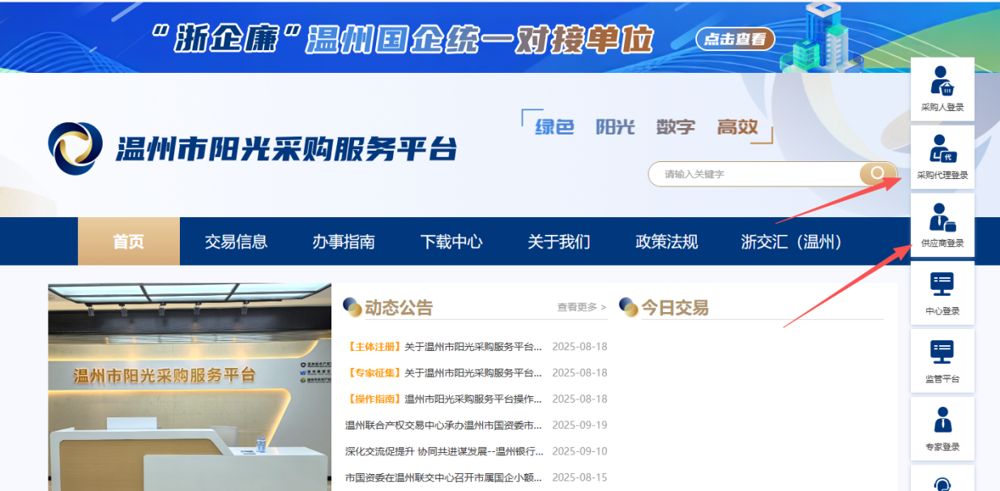 “浙企廉”温州国企统一对接单位 点击查看
采购人登录
绿色 阳光 数字 高效
温州市阳光采购服务平台
请输入关键字
采购代理登录
供应商登录
首页 交易信息 办事指南 下载中心 关于我们 政策法规 浙交汇（温州）
中心登录
动态公告 查看更多 >
今日交易
【主体注册】关于温州市阳光采购服务平台... 2025-08-18
【专家征集】关于温州市阳光采购服务平台... 2025-08-18
【操作指南】温州市阳光采购服务平台操作... 2025-08-18
温州联合产权交易中心承办温州市国资委市... 2025-09-19
深化交流促提升 协同共进谋发展--温州银行... 2025-09-10
市国资委在温州联交中心召开市属国企小额... 2025-08-15
温州市阳光采购服务平台
监管平台
专家登录